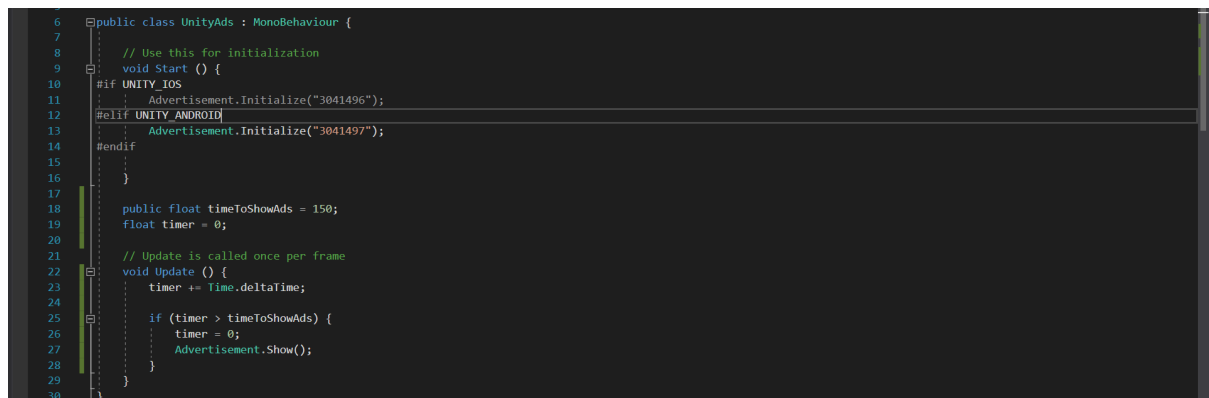 6 public class UnityAds : MonoBehaviour {
7
8 // Use this for initialization
9 void Start () {
10 #if UNITY_IOS
11 Advertisement.Initialize("3041496");
12 #elif UNITY_ANDROID
13 Advertisement.Initialize("3041497");
14 #endif
15
16 }
17
18 public float timeToShowAds = 150;
19 float timer = 0;
20
21 // Update is called once per frame
22 void Update () {
23 timer += Time.deltaTime;
24
25 if (timer > timeToShowAds) {
26 timer = 0;
27 Advertisement.Show();
28 }
29 }
30 }